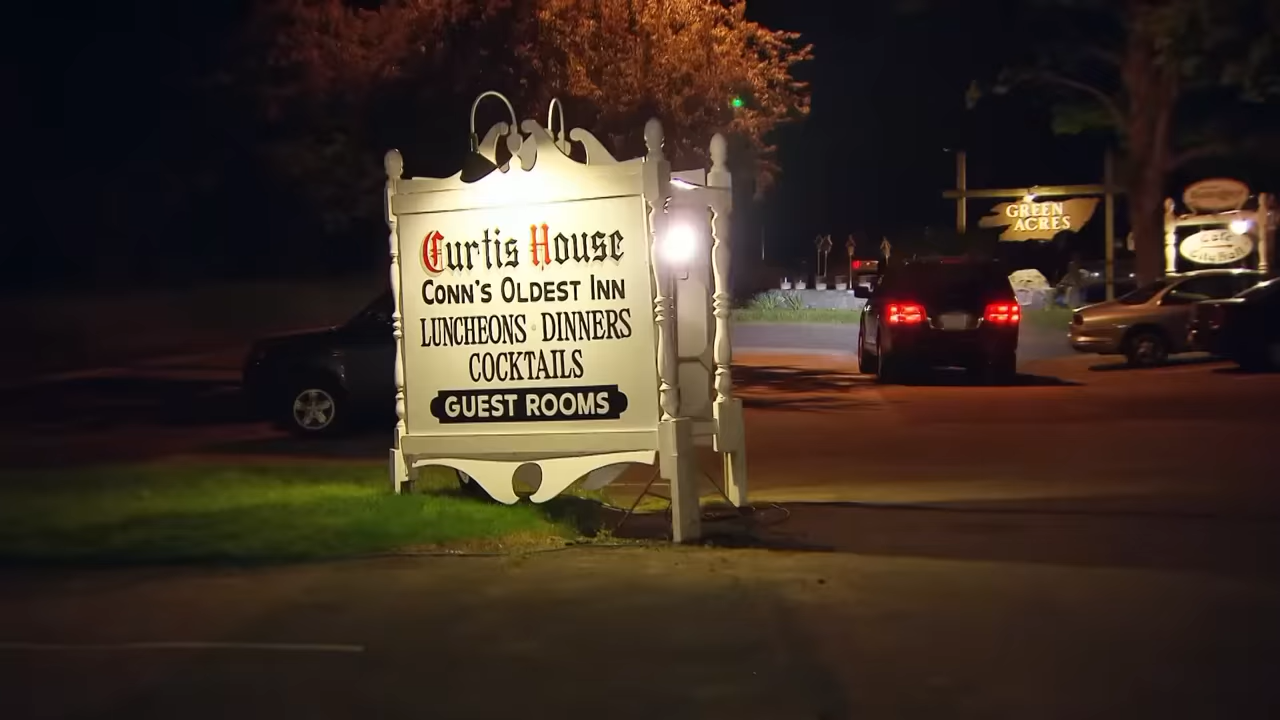 Curtis House
CONN'S OLDEST INN
LUNCHEONS · DINNERS
COCKTAILS
GUEST ROOMS
GREEN
ACRES